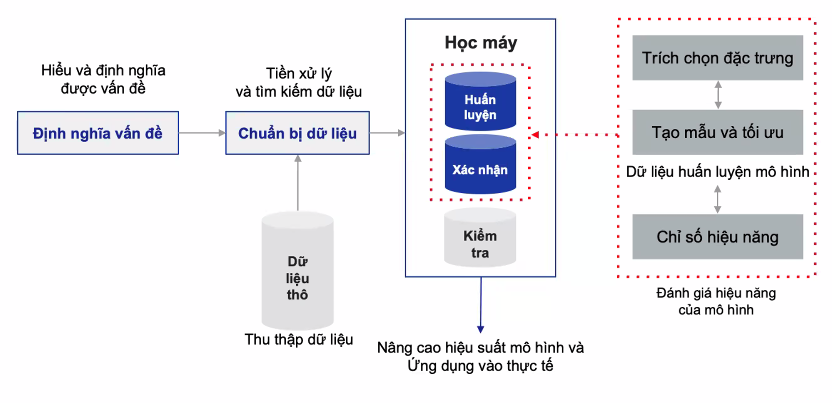 Hiểu và định nghĩa
được vấn đề
Định nghĩa vấn đề
Tiền xử lý
và tìm kiếm dữ liệu
Chuẩn bị dữ liệu
Dữ
liệu
thô
Thu thập dữ liệu
Học máy
Huấn
luyện
Xác nhận
Kiểm
tra
Nâng cao hiệu suất mô hình và
Ứng dụng vào thực tế
Trích chọn đặc trưng
Tạo mẫu và tối ưu
Dữ liệu huấn luyện mô hình
Chỉ số hiệu năng
Đánh giá hiệu năng
của mô hình